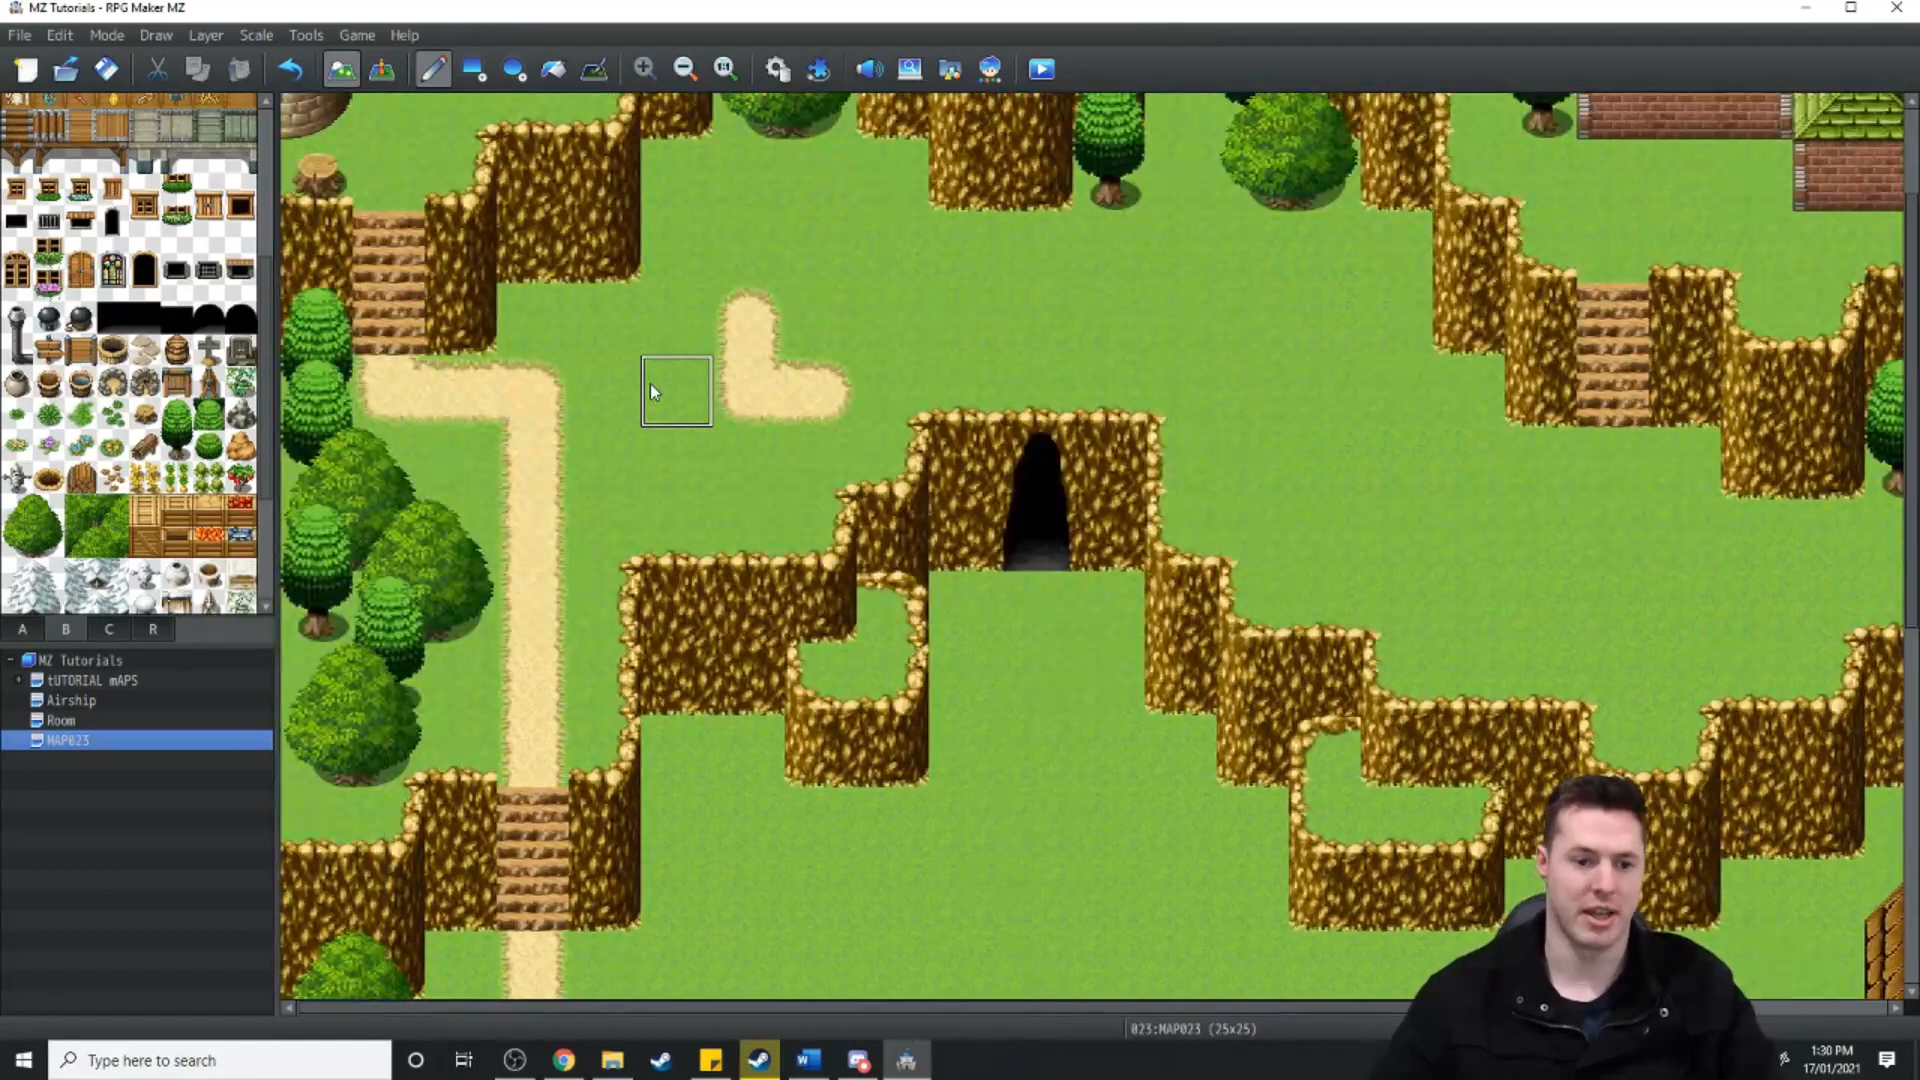 MZ Tutorials - RPG Maker MZ
File Edit Mode Draw Layer Scale Tools Game Help
A B C R
MZ Tutorials
tUTORIAL mAPS
Airship
Room
MAP023
023:MAP023 (25x25)
Type here to search
1:30 PM
17/01/2021